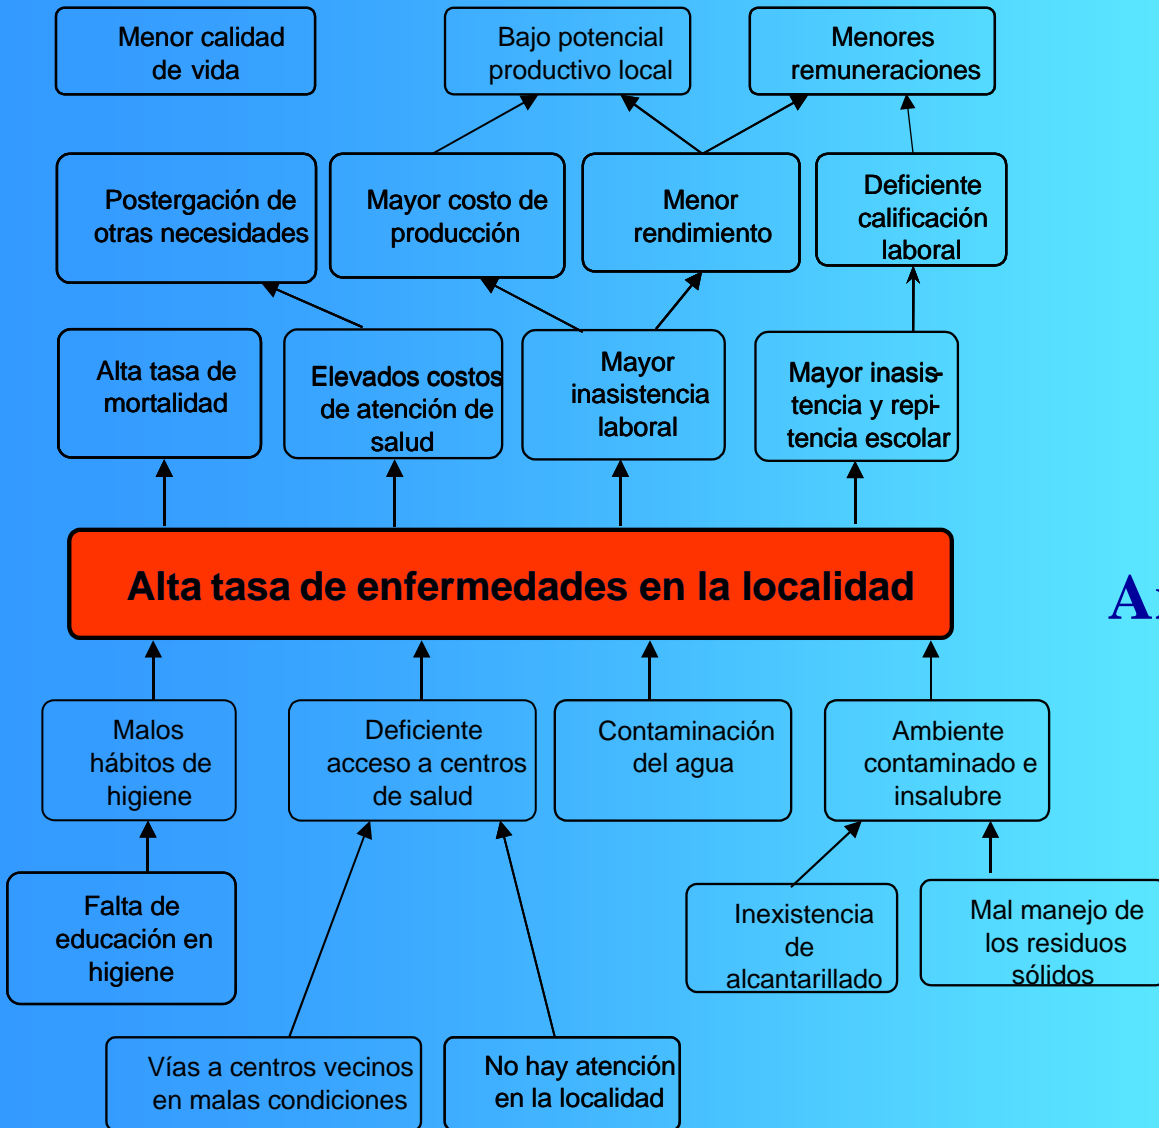 Menor calidad
de vida
Bajo potencial
productivo local
Menores
remuneraciones
Postergación de
otras necesidades
Mayor costo de
producción
Menor
rendimiento
Deficiente
calificación
laboral
Alta tasa de
mortalidad
Elevados costos
de atención de
salud
Mayor
inasistencia
laboral
Mayor inasis-
tencia y repi-
tencia escolar
Alta tasa de enfermedades en la localidad
A
Malos
hábitos de
higiene
Deficiente
acceso a centros
de salud
Contaminación
del agua
Ambiente
contaminado e
insalubre
Falta de
educación en
higiene
Inexistencia
de
alcantarillado
Mal manejo de
los residuos
sólidos
Vías a centros vecinos
en malas condiciones
No hay atención
en la localidad